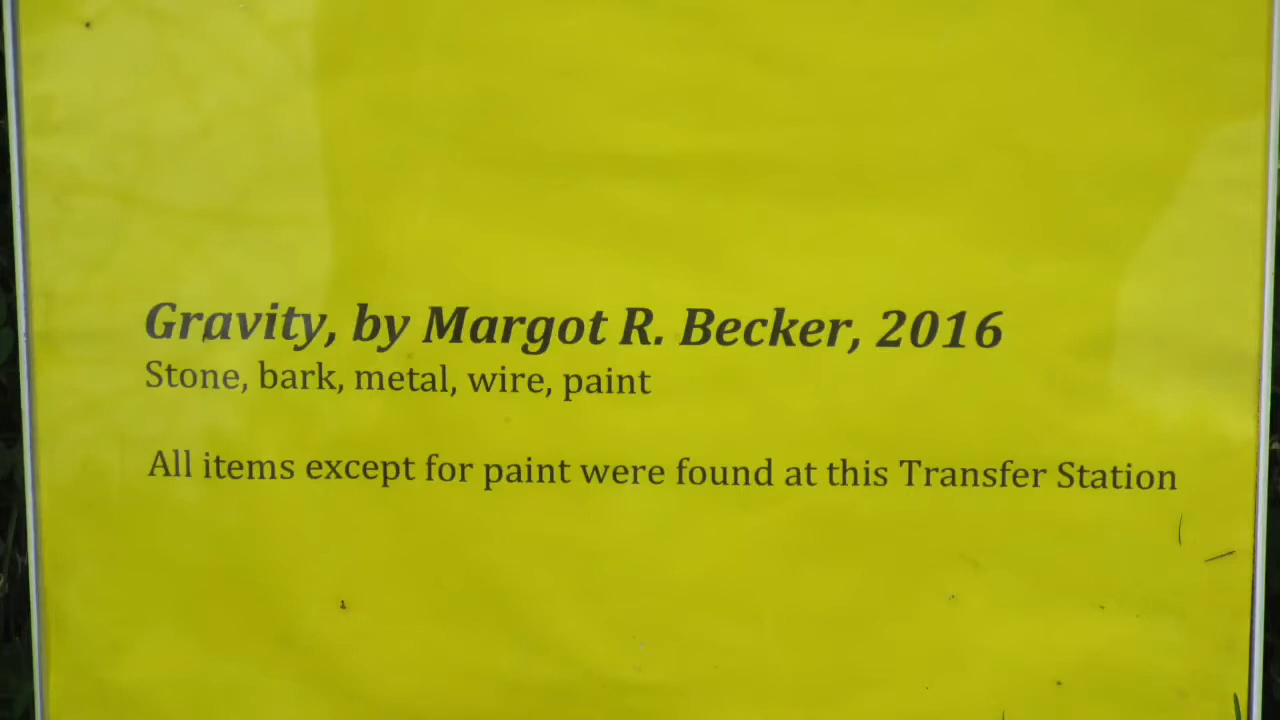 Gravity, by Margot R. Becker, 2016
Stone, bark, metal, wire, paint
All items except for paint were found at this Transfer Station